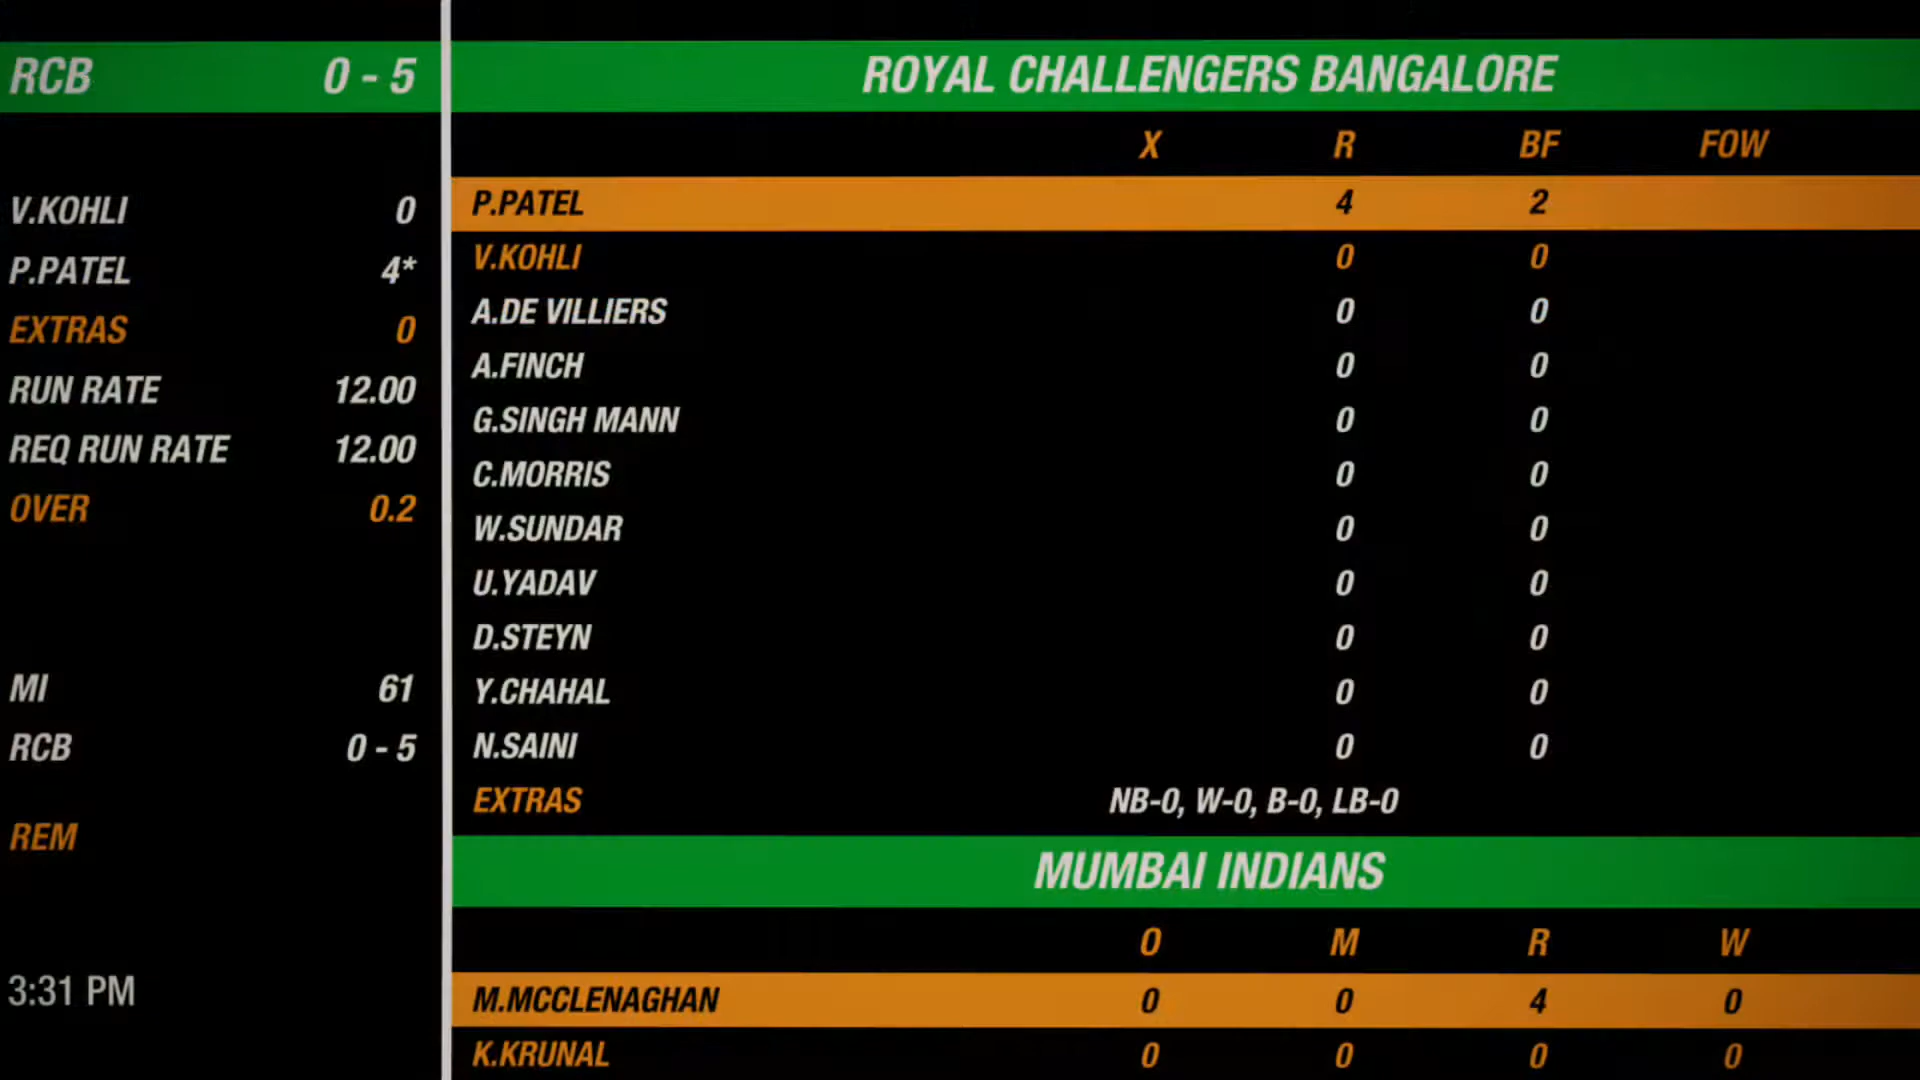 RCB 0 - 5
V.KOHLI 0
P.PATEL 4*
EXTRAS 0
RUN RATE 12.00
REQ RUN RATE 12.00
OVER 0.2
MI 61
RCB 0 - 5
REM
3:31 PM
ROYAL CHALLENGERS BANGALORE
X R BF FOW
P.PATEL 4 2
V.KOHLI 0 0
A.DE VILLIERS 0 0
A.FINCH 0 0
G.SINGH MANN 0 0
C.MORRIS 0 0
W.SUNDAR 0 0
U.YADAV 0 0
D.STEYN 0 0
Y.CHAHAL 0 0
N.SAINI 0 0
EXTRAS NB-0, W-0, B-0, LB-0
MUMBAI INDIANS
O M R W
M.MCCLENAGHAN 0 0 4 0
K.KRUNAL 0 0 0 0